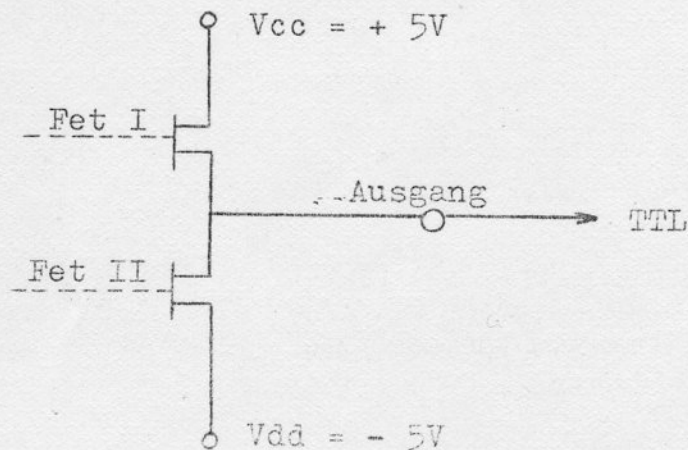 Vcc = + 5V
Fet I
Ausgang
TTL
Fet II
Vdd = - 5V